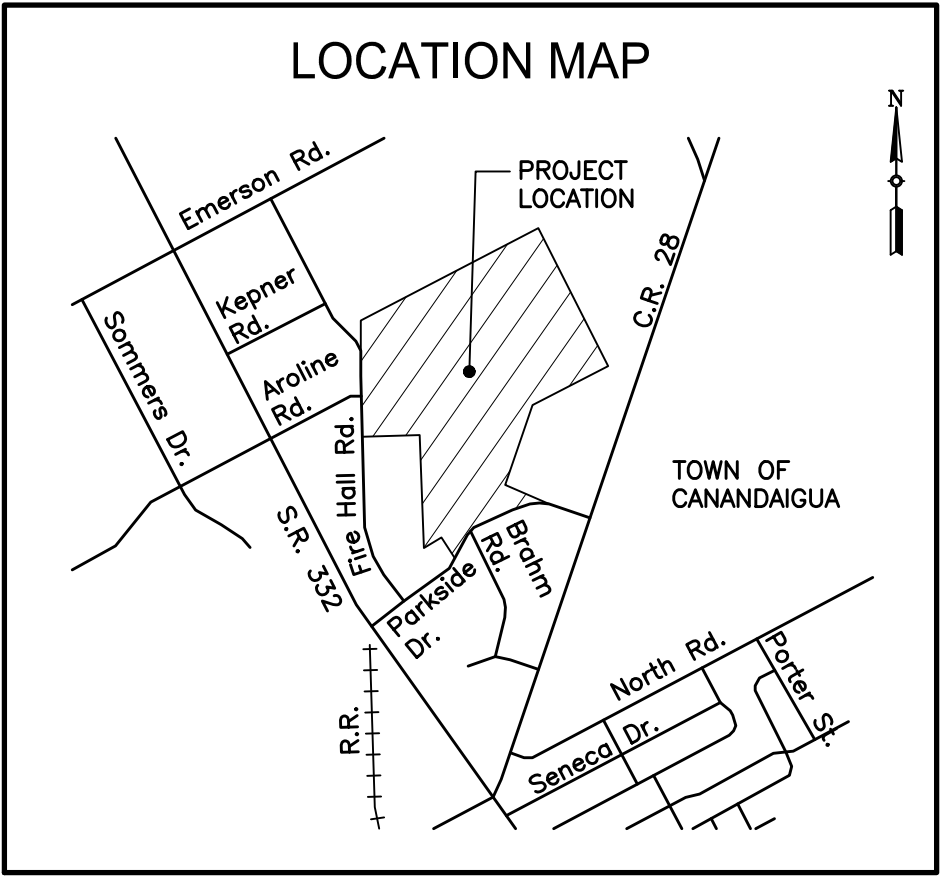 LOCATION MAP
N
Emerson Rd.
PROJECT
LOCATION
C.R. 28
Kepner
Rd.
Sommers Dr.
Aroline
Rd.
Fire Hall Rd.
TOWN OF
CANANDAIGUA
S.R. 332
Brahm
Rd.
Parkside
Dr.
North Rd.
Porter St.
R.R.
Seneca Dr.